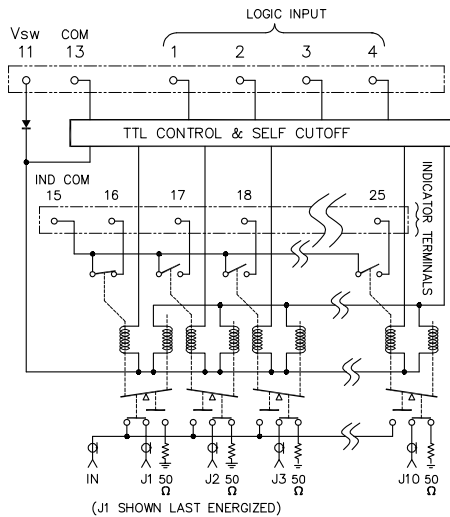 LOGIC INPUT
Vsw COM
11 13 1 2 3 4
TTL CONTROL & SELF CUTOFF
IND COM
15 16 17 18 25
INDICATOR TERMINALS
IN J1 50 Ω J2 50 Ω J3 50 Ω J10 50 Ω
(J1 SHOWN LAST ENERGIZED)